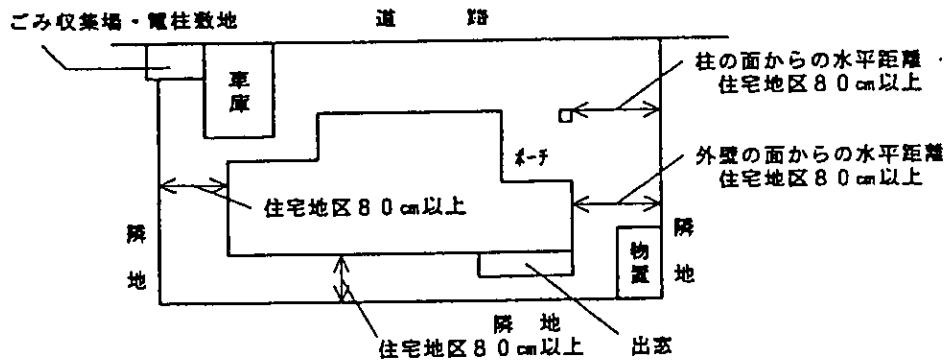 ごみ収集場・電柱敷地
道路
車庫
柱の面からの水平距離・
住宅地区80cm以上
ポーチ
外壁の面からの水平距離
住宅地区80cm以上
住宅地区80cm以上
隣地
物置
隣地
隣地
住宅地区80cm以上
出窓